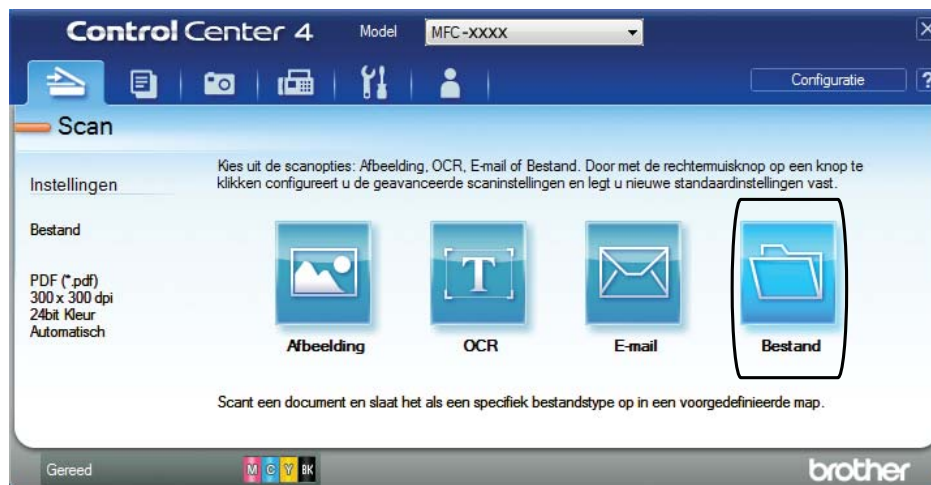 Control Center 4 Model MFC-XXXX
Configuratie ?
Scan
Kies uit de scanopties: Afbeelding, OCR, E-mail of Bestand. Door met de rechtermuisknop op een knop te
klikken configureert u de geavanceerde scaninstellingen en legt u nieuwe standaardinstellingen vast.
Instellingen
Bestand
PDF (*.pdf)
300 x 300 dpi
24bit Kleur
Automatisch
T
Afbeelding OCR E-mail Bestand
Scant een document en slaat het als een specifiek bestandstype op in een voorgedefinieerde map.
Gereed M C Y BK brother